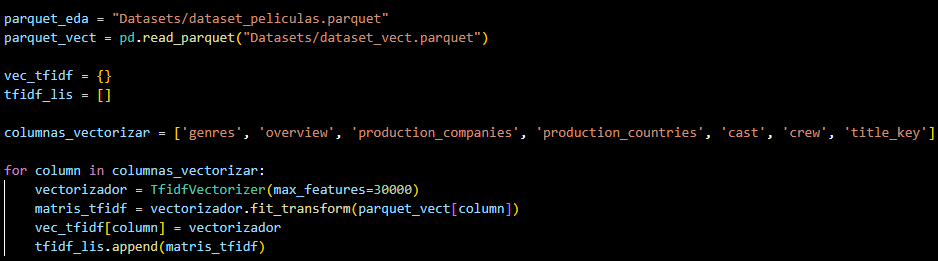 parquet_eda = "Datasets/dataset_peliculas.parquet"
parquet_vect = pd.read_parquet("Datasets/dataset_vect.parquet")
vec_tfidf = {}
tfidf_lis = []
columnas_vectorizar = ['genres', 'overview', 'production_companies', 'production_countries', 'cast', 'crew', 'title_key']
for column in columnas_vectorizar:
    vectorizador = TfidfVectorizer(max_features=30000)
    matris_tfidf = vectorizador.fit_transform(parquet_vect[column])
    vec_tfidf[column] = vectorizador
    tfidf_lis.append(matris_tfidf)